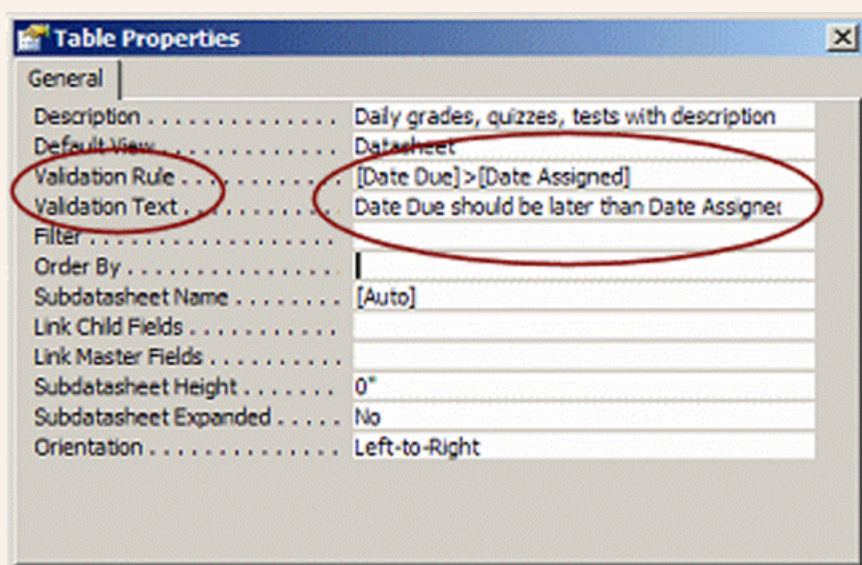 Table Properties
General
Description . . . . . . . . . . . . . . . Daily grades, quizzes, tests with description
Default View . . . . . . . . . . . . . . Datasheet
Validation Rule . . . . . . . . . . . . [Date Due]>[Date Assigned]
Validation Text . . . . . . . . . . . . Date Due should be later than Date Assigned
Filter . . . . . . . . . . . . . . . . . . .
Order By . . . . . . . . . . . . . . . .
Subdatasheet Name . . . . . . . . [Auto]
Link Child Fields . . . . . . . . . . .
Link Master Fields . . . . . . . . . .
Subdatasheet Height . . . . . . . 0"
Subdatasheet Expanded . . . . . No
Orientation . . . . . . . . . . . . . . Left-to-Right